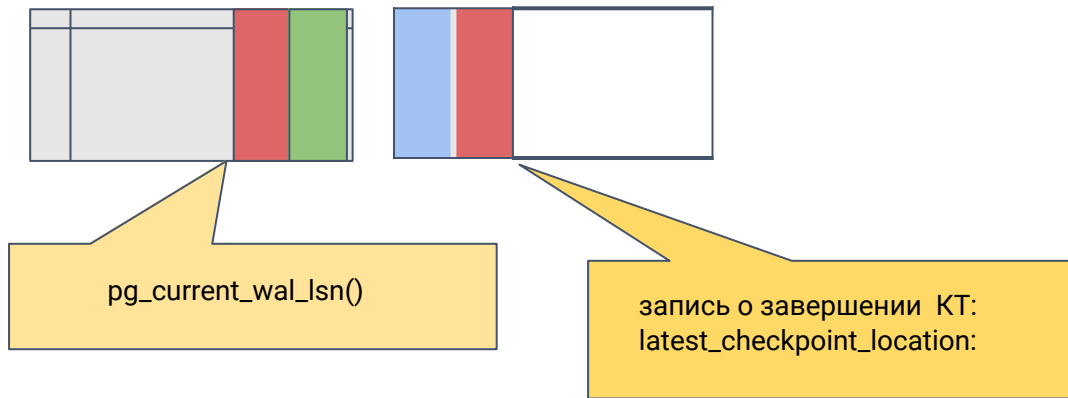 pg_current_wal_lsn()
запись о завершении КТ:
latest_checkpoint_location: